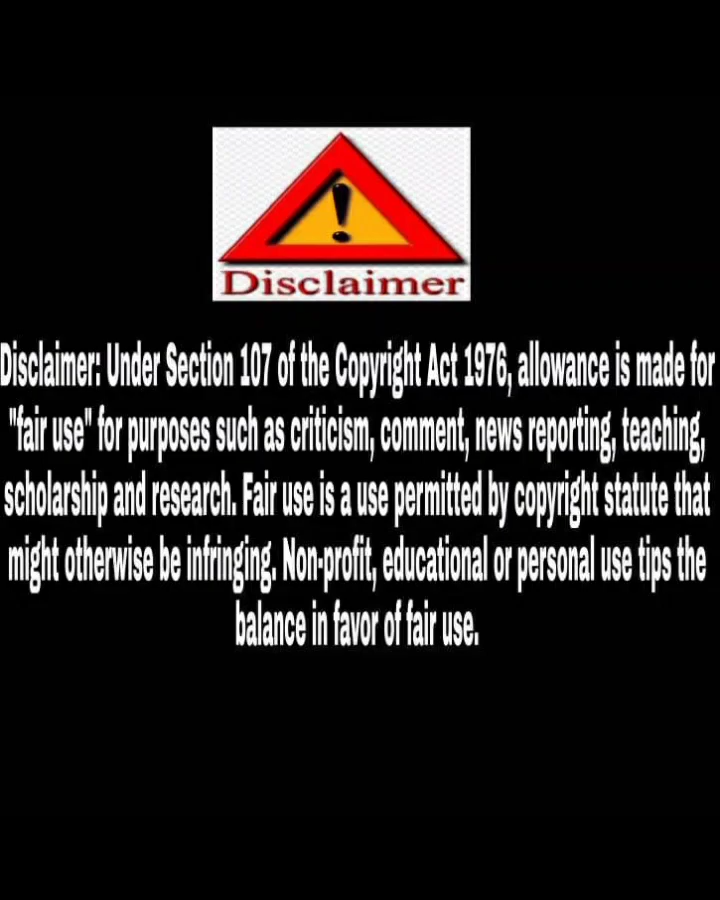 Disclaimer
Disclaimer: Under Section 107 of the Copyright Act 1976, allowance is made for
"fair use" for purposes such as criticism, comment, news reporting, teaching,
scholarship and research. Fair use is a use permitted by copyright statute that
might otherwise be infringing. Non-profit, educational or personal use tips the
balance in favor of fair use.